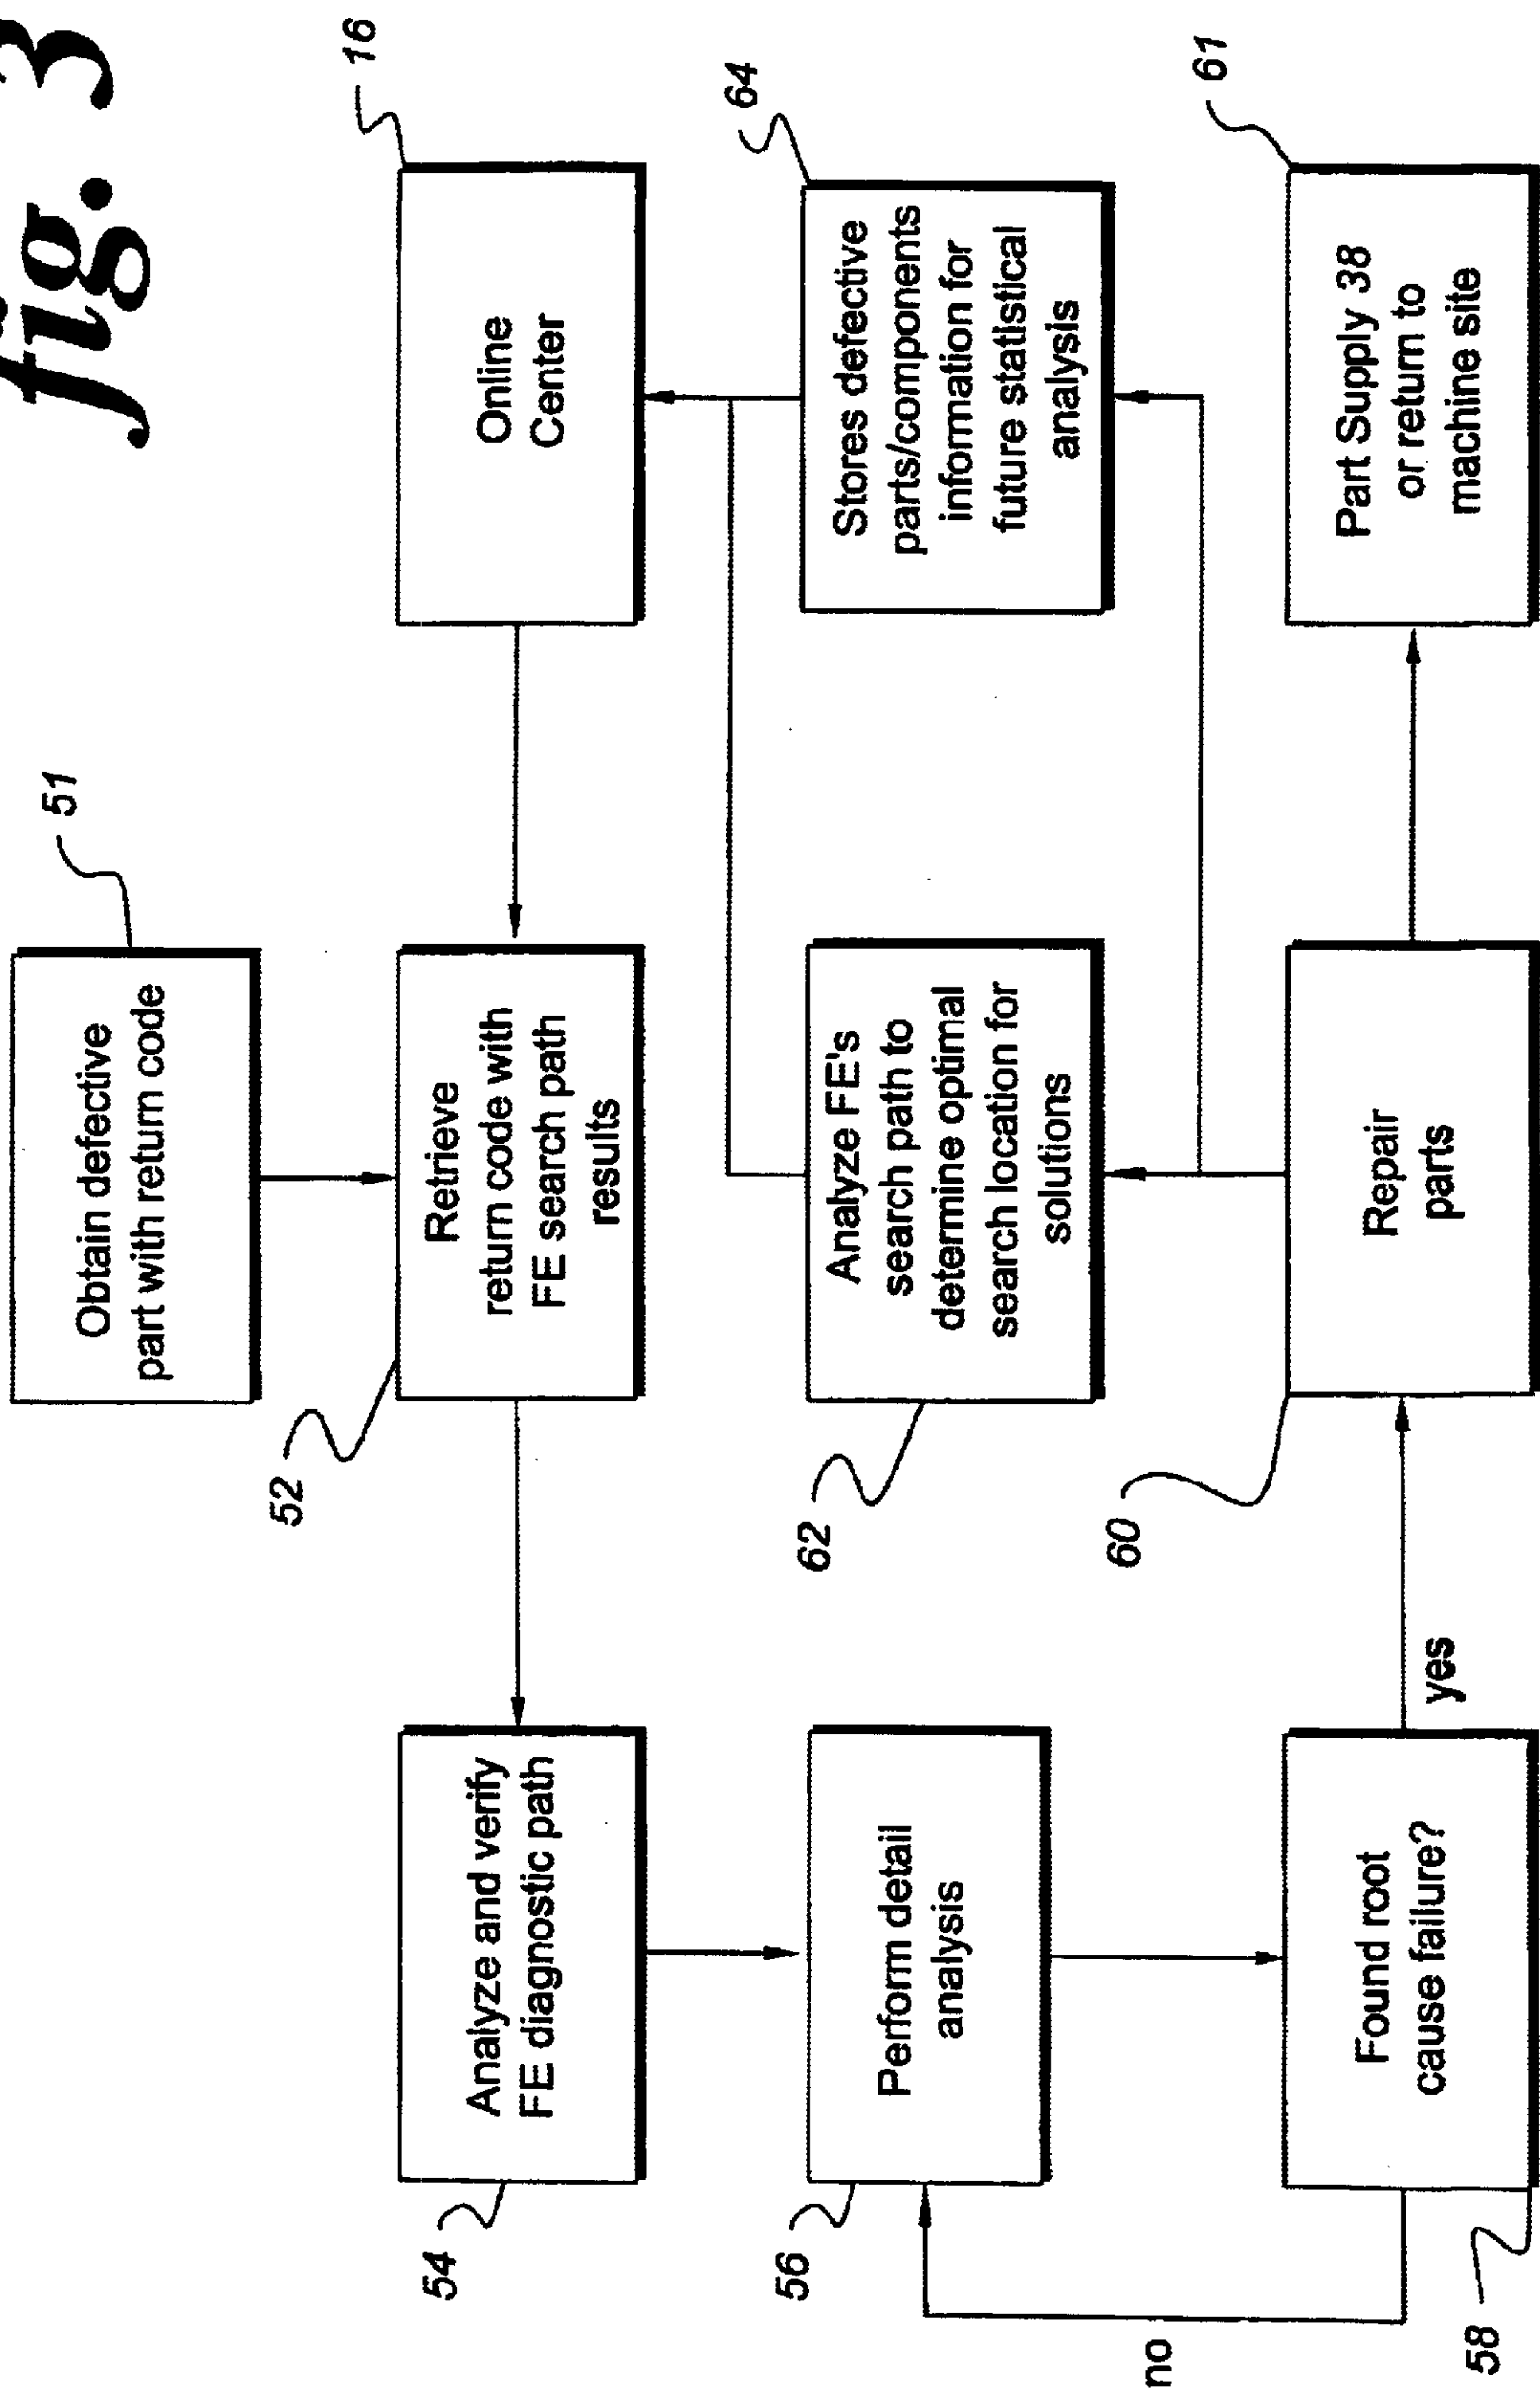 fig. 3
51
Obtain defective
part with return code
52
Retrieve
return code with
FE search path
results
16
Online
Center
54
Analyze and verify
FE diagnostic path
56
Perform detail
analysis
62
Analyze FE's
search path to
determine optimal
search location for
solutions
64
Stores defective
parts/components
information for
future statistical
analysis
no
58
Found root
cause failure?
yes
60
Repair
parts
61
Part Supply 38
or return to
machine site